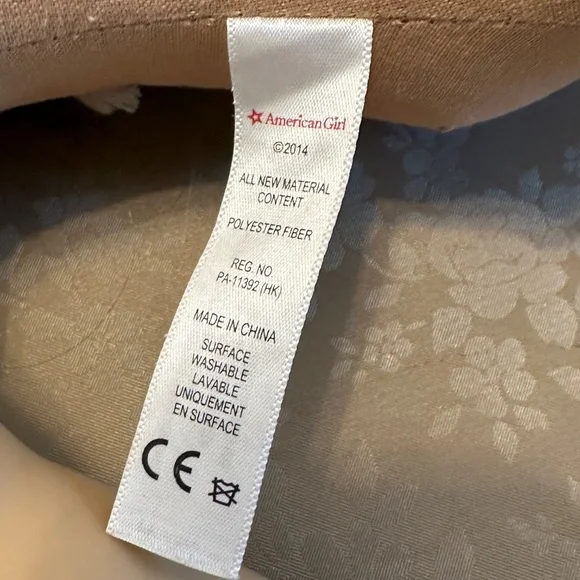 American Girl
©2014
ALL NEW MATERIAL
CONTENT
POLYESTER FIBER
REG. NO
PA-11392 (HK)
MADE IN CHINA
SURFACE
WASHABLE
LAVABLE
UNIQUEMENT
EN SURFACE
CE